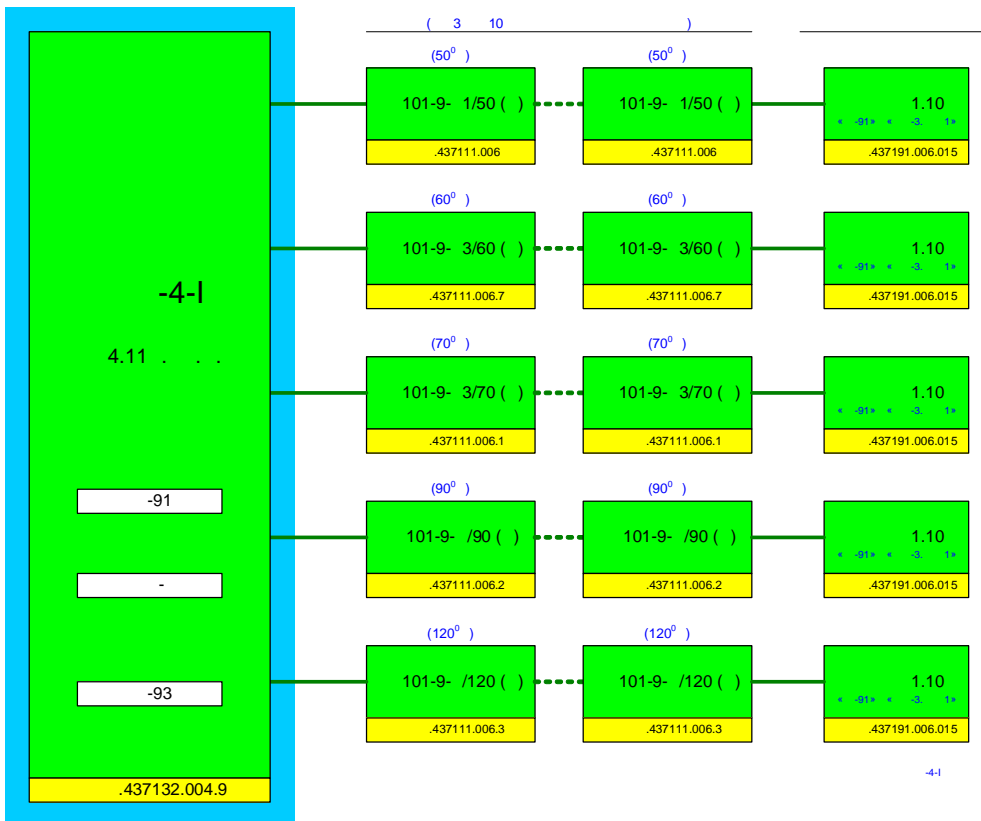 ( 3 10 )
(50⁰ ) (50⁰ )
101-9- 1/50 ( ) 101-9- 1/50 ( ) 1.10
« -91» « -3. 1»
.437111.006 .437111.006 .437191.006.015
(60⁰ ) (60⁰ )
101-9- 3/60 ( ) 101-9- 3/60 ( ) 1.10
« -91» « -3. 1»
.437111.006.7 .437111.006.7 .437191.006.015
-4-I
(70⁰ ) (70⁰ )
4.11 . . .
101-9- 3/70 ( ) 101-9- 3/70 ( ) 1.10
« -91» « -3. 1»
.437111.006.1 .437111.006.1 .437191.006.015
(90⁰ ) (90⁰ )
-91
101-9- /90 ( ) 101-9- /90 ( ) 1.10
« -91» « -3. 1»
-
.437111.006.2 .437111.006.2 .437191.006.015
(120⁰ ) (120⁰ )
101-9- /120 ( ) 101-9- /120 ( ) 1.10
-93
« -91» « -3. 1»
.437111.006.3 .437111.006.3 .437191.006.015
-4-I
.437132.004.9